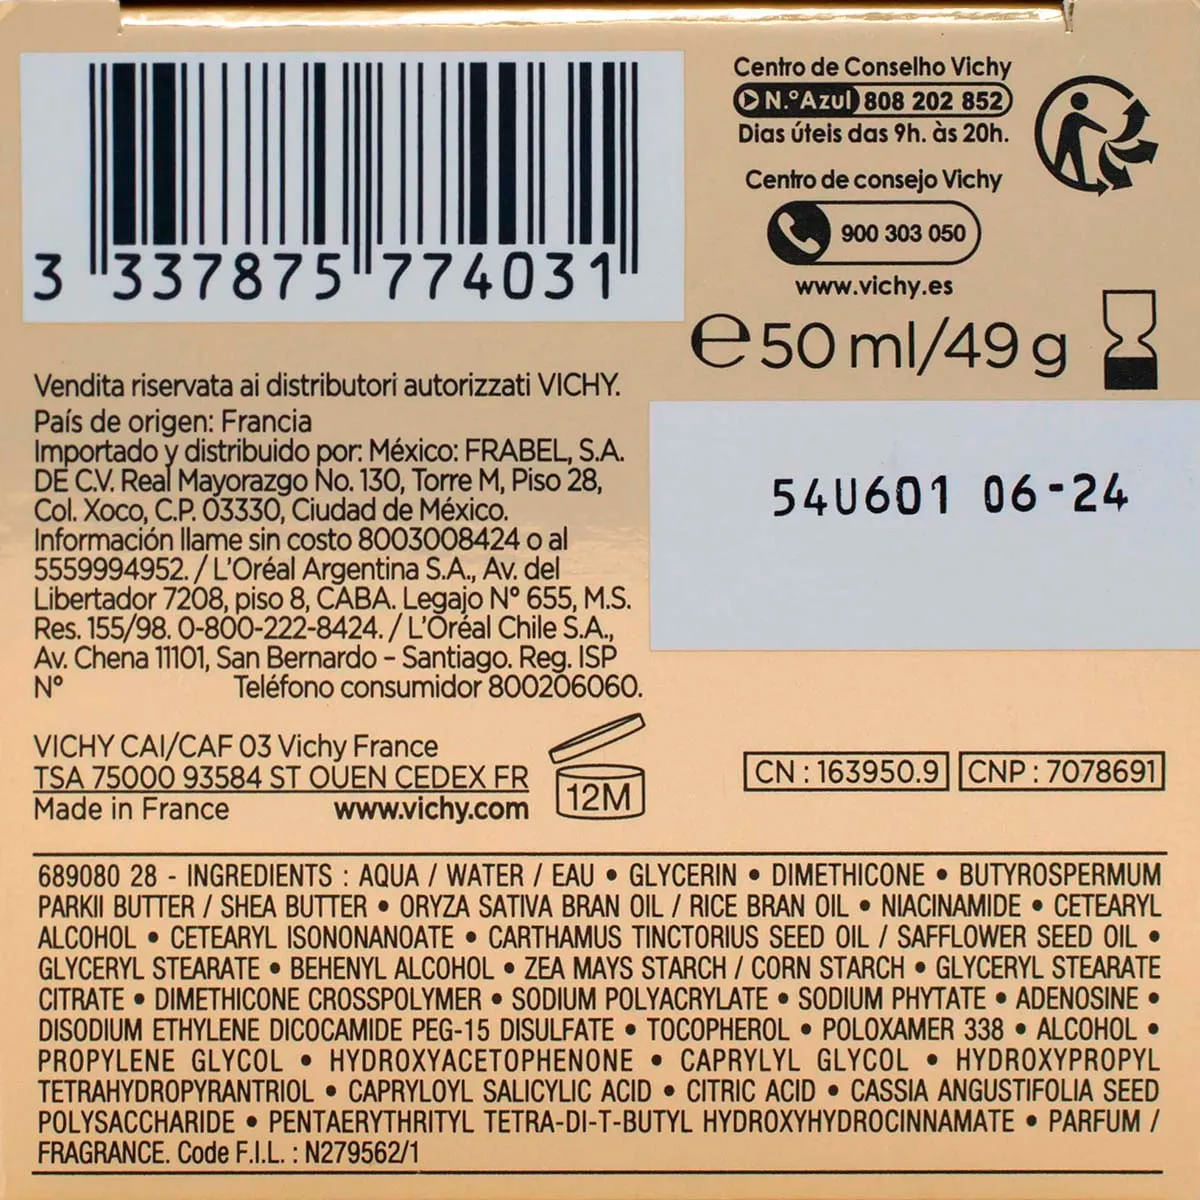 3 337875 774031
Centro de Conselho Vichy
N.ºAzul 808 202 852
Dias úteis das 9h. às 20h.
Centro de consejo Vichy
900 303 050
www.vichy.es
℮50 ml/49 g
54U601 06-24
Vendita riservata ai distributori autorizzati VICHY.
País de origen: Francia
Importado y distribuido por: México: FRABEL, S.A.
DE C.V. Real Mayorazgo No. 130, Torre M, Piso 28,
Col. Xoco, C.P. 03330, Ciudad de México.
Información llame sin costo 8003008424 o al
5559994952. / L'Oréal Argentina S.A., Av. del
Libertador 7208, piso 8, CABA. Legajo Nº 655, M.S.
Res. 155/98. 0-800-222-8424. / L'Oréal Chile S.A.,
Av. Chena 11101, San Bernardo – Santiago. Reg. ISP
Nº Teléfono consumidor 800206060.
VICHY CAI/CAF 03 Vichy France
TSA 75000 93584 ST OUEN CEDEX FR
Made in France www.vichy.com
12M
CN : 163950.9 CNP : 7078691
689080 28 - INGREDIENTS : AQUA / WATER / EAU • GLYCERIN • DIMETHICONE • BUTYROSPERMUM
PARKII BUTTER / SHEA BUTTER • ORYZA SATIVA BRAN OIL / RICE BRAN OIL • NIACINAMIDE • CETEARYL
ALCOHOL • CETEARYL ISONONANOATE • CARTHAMUS TINCTORIUS SEED OIL / SAFFLOWER SEED OIL •
GLYCERYL STEARATE • BEHENYL ALCOHOL • ZEA MAYS STARCH / CORN STARCH • GLYCERYL STEARATE
CITRATE • DIMETHICONE CROSSPOLYMER • SODIUM POLYACRYLATE • SODIUM PHYTATE • ADENOSINE •
DISODIUM ETHYLENE DICOCAMIDE PEG-15 DISULFATE • TOCOPHEROL • POLOXAMER 338 • ALCOHOL •
PROPYLENE GLYCOL • HYDROXYACETOPHENONE • CAPRYLYL GLYCOL • HYDROXYPROPYL
TETRAHYDROPYRANTRIOL • CAPRYLOYL SALICYLIC ACID • CITRIC ACID • CASSIA ANGUSTIFOLIA SEED
POLYSACCHARIDE • PENTAERYTHRITYL TETRA-DI-T-BUTYL HYDROXYHYDROCINNAMATE • PARFUM /
FRAGRANCE. Code F.I.L. : N279562/1